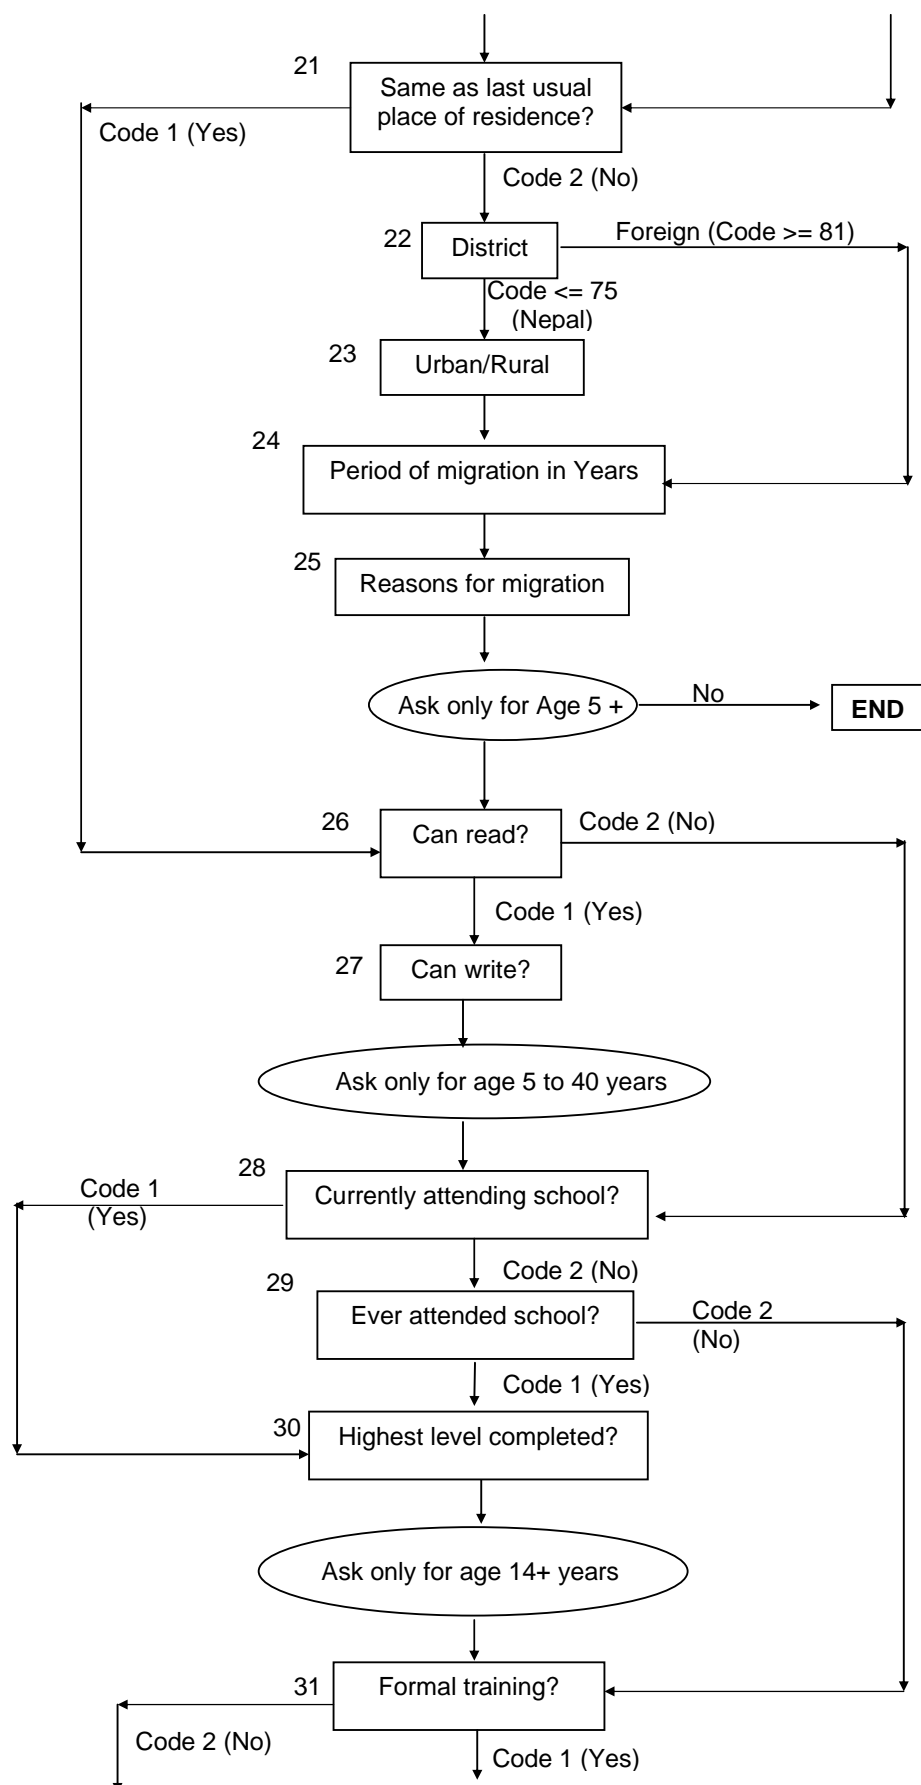 21
Same as last usual
place of residence?
Code 1 (Yes)
Code 2 (No)
22
District
Foreign (Code >= 81)
Code <= 75
(Nepal)
23
Urban/Rural
24
Period of migration in Years
25
Reasons for migration
Ask only for Age 5 +
No
END
26
Can read?
Code 2 (No)
Code 1 (Yes)
27
Can write?
Ask only for age 5 to 40 years
28
Currently attending school?
Code 1
(Yes)
Code 2 (No)
29
Ever attended school?
Code 2
(No)
Code 1 (Yes)
30
Highest level completed?
Ask only for age 14+ years
31
Formal training?
Code 2 (No)
Code 1 (Yes)